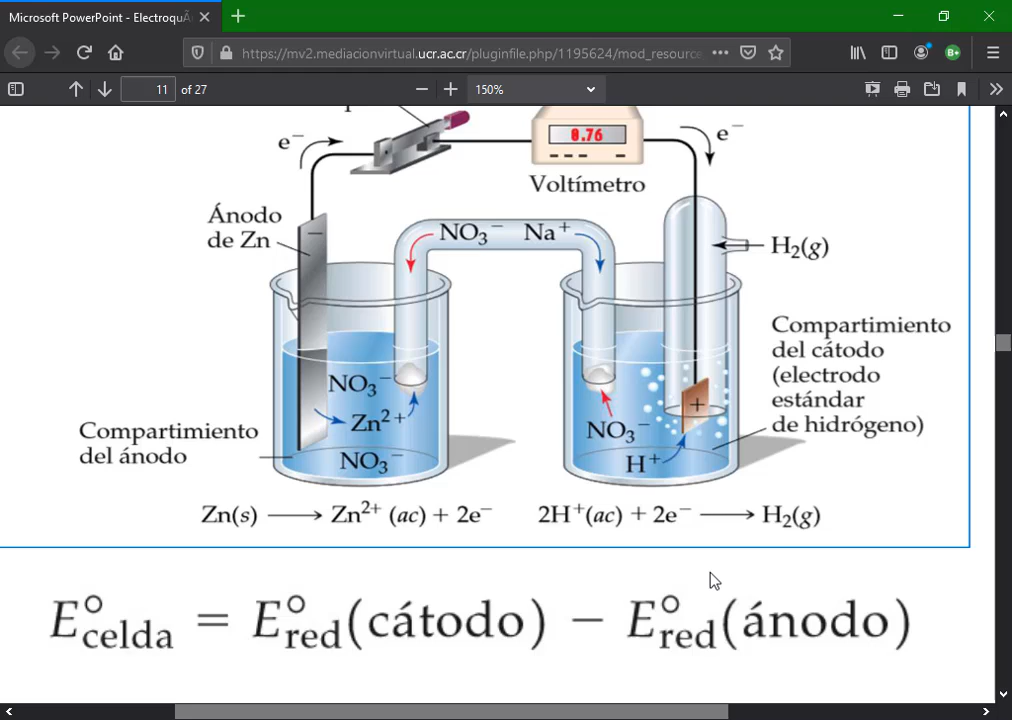 Microsoft PowerPoint - ElectroquÃ
https://mv2.mediacionvirtual.ucr.ac.cr/pluginfile.php/1195624/mod_resource
11 of 27
150%
e⁻
0.76
e⁻
Voltímetro
Ánodo
de Zn
−
NO₃⁻ Na⁺
H₂(g)
Compartimiento
del cátodo
(electrodo
estándar
de hidrógeno)
NO₃⁻
Zn²⁺
NO₃⁻
+
NO₃⁻
H⁺
Compartimiento
del ánodo
Zn(s) ⟶ Zn²⁺ (ac) + 2e⁻
2H⁺(ac) + 2e⁻ ⟶ H₂(g)
E°celda = E°red(cátodo) − E°red(ánodo)